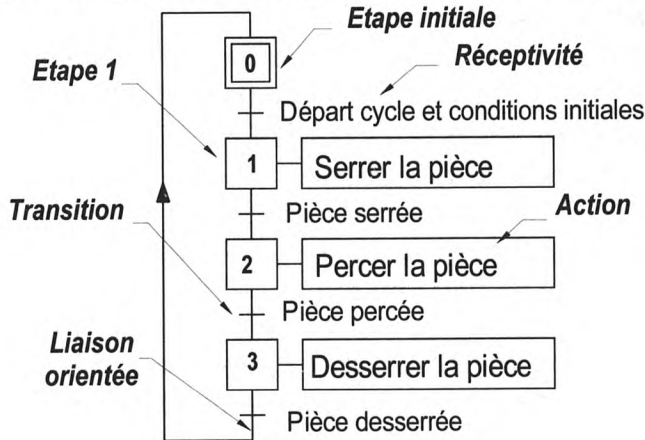 Etape initiale
0
Réceptivité
Etape 1
Départ cycle et conditions initiales
1
Serrer la pièce
Transition
Pièce serrée
Action
2
Percer la pièce
Pièce percée
Liaison
orientée
3
Desserrer la pièce
Pièce desserrée